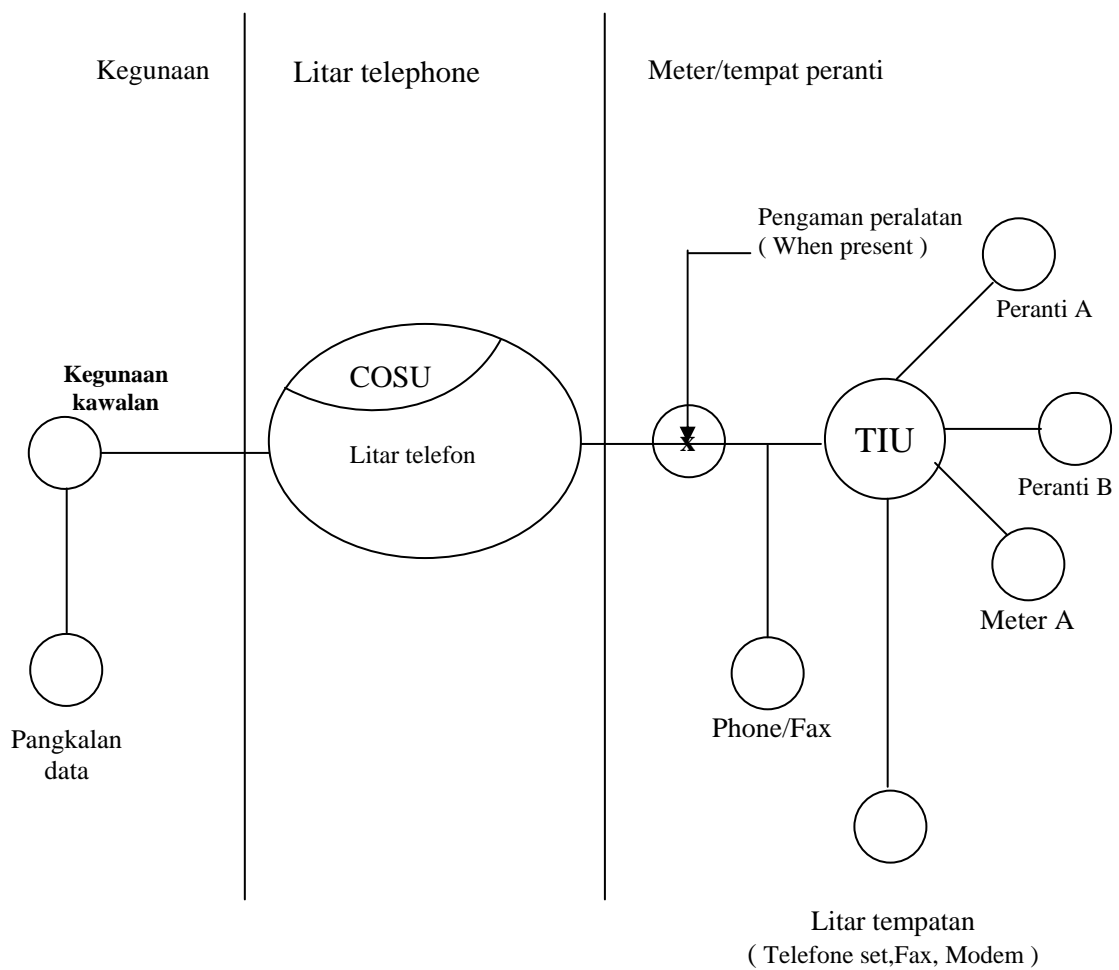 Kegunaan
Litar telephone
Meter/tempat peranti
Pengaman peralatan
( When present )
Peranti A
Kegunaan
kawalan
COSU
Litar telefon
x
TIU
Peranti B
Meter A
Phone/Fax
Pangkalan
data
Litar tempatan
( Telefone set,Fax, Modem )